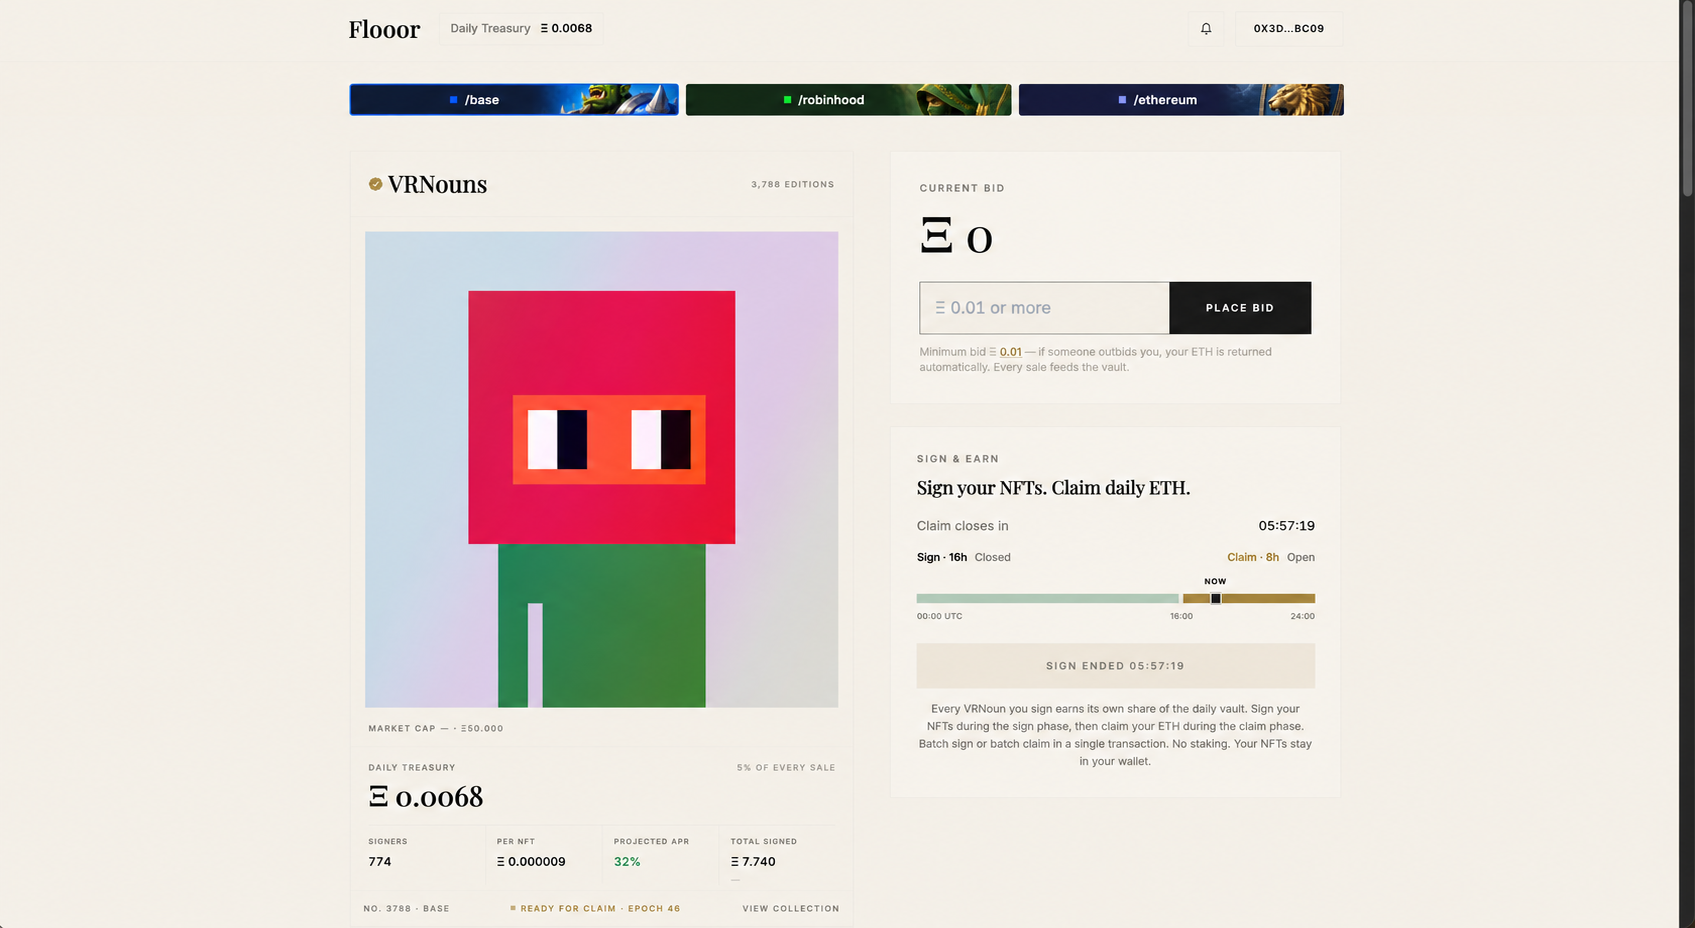 Flooor
Daily Treasury Ξ 0.0068
0X3D...BC09
/base
/robinhood
/ethereum
VRNouns
3,788 EDITIONS
MARKET CAP — · Ξ50.000
DAILY TREASURY
5% OF EVERY SALE
Ξ 0.0068
SIGNERS
774
PER NFT
Ξ 0.000009
PROJECTED APR
32%
TOTAL SIGNED
Ξ 7.740
—
NO. 3788 · BASE
READY FOR CLAIM · EPOCH 46
VIEW COLLECTION
CURRENT BID
Ξ 0
Ξ 0.01 or more
PLACE BID
Minimum bid Ξ 0.01 — if someone outbids you, your ETH is returned
automatically. Every sale feeds the vault.
SIGN & EARN
Sign your NFTs. Claim daily ETH.
Claim closes in
05:57:19
Sign · 16h Closed
Claim · 8h Open
NOW
00:00 UTC
16:00
24:00
SIGN ENDED 05:57:19
Every VRNoun you sign earns its own share of the daily vault. Sign your
NFTs during the sign phase, then claim your ETH during the claim phase.
Batch sign or batch claim in a single transaction. No staking. Your NFTs stay
in your wallet.